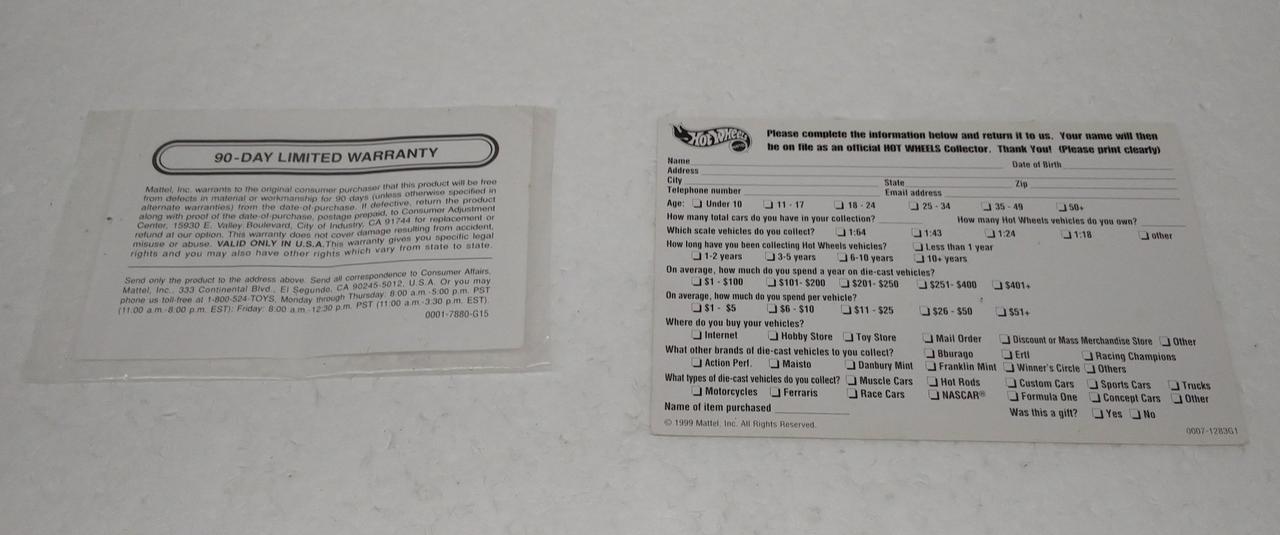 90-DAY LIMITED WARRANTY
Mattel, Inc. warrants to the original consumer purchaser that this product will be free
from defects in material or workmanship for 90 days (unless otherwise specified in
alternate warranties) from the date-of-purchase. If defective, return the product
along with proof of the date-of-purchase, postage prepaid, to Consumer Adjustment
Center, 15930 E. Valley Boulevard, City of Industry, CA 91744 for replacement or
refund at our option. This warranty does not cover damage resulting from accident,
misuse or abuse. VALID ONLY IN U.S.A. This warranty gives you specific legal
rights and you may also have other rights which vary from state to state.
Send only the product to the address above. Send all correspondence to Consumer Affairs,
Mattel, Inc., 333 Continental Blvd., El Segundo, CA 90245-5012, U.S.A. Or you may
phone us toll-free at 1-800-524-TOYS, Monday through Thursday: 8:00 a.m.-5:00 p.m. PST
(11:00 a.m.-8:00 p.m. EST); Friday: 8:00 a.m.-12:30 p.m. PST (11:00 a.m.-3:30 p.m. EST).
0001-7880-G15
Hot Wheels
Please complete the information below and return it to us. Your name will then
be on file as an official HOT WHEELS Collector. Thank You! (Please print clearly)
Name Date of Birth
Address
City State Zip
Telephone number Email address
Age: Under 10 11 - 17 18 - 24 25 - 34 35 - 49 50+
How many total cars do you have in your collection? How many Hot Wheels vehicles do you own?
Which scale vehicles do you collect? 1:64 1:43 1:24 1:18 other
How long have you been collecting Hot Wheels vehicles? Less than 1 year
1-2 years 3-5 years 6-10 years 10+ years
On average, how much do you spend a year on die-cast vehicles?
$1 - $100 $101- $200 $201- $250 $251- $400 $401+
On average, how much do you spend per vehicle?
$1 - $5 $6 - $10 $11 - $25 $26 - $50 $51+
Where do you buy your vehicles?
Internet Hobby Store Toy Store Mail Order Discount or Mass Merchandise Store Other
What other brands of die-cast vehicles to you collect? Bburago Ertl Racing Champions
Action Perf. Maisto Danbury Mint Franklin Mint Winner's Circle Others
What types of die-cast vehicles do you collect? Muscle Cars Hot Rods Custom Cars Sports Cars Trucks
Motorcycles Ferraris Race Cars NASCAR® Formula One Concept Cars Other
Name of item purchased Was this a gift? Yes No
© 1999 Mattel, Inc. All Rights Reserved.
0007-1283G1